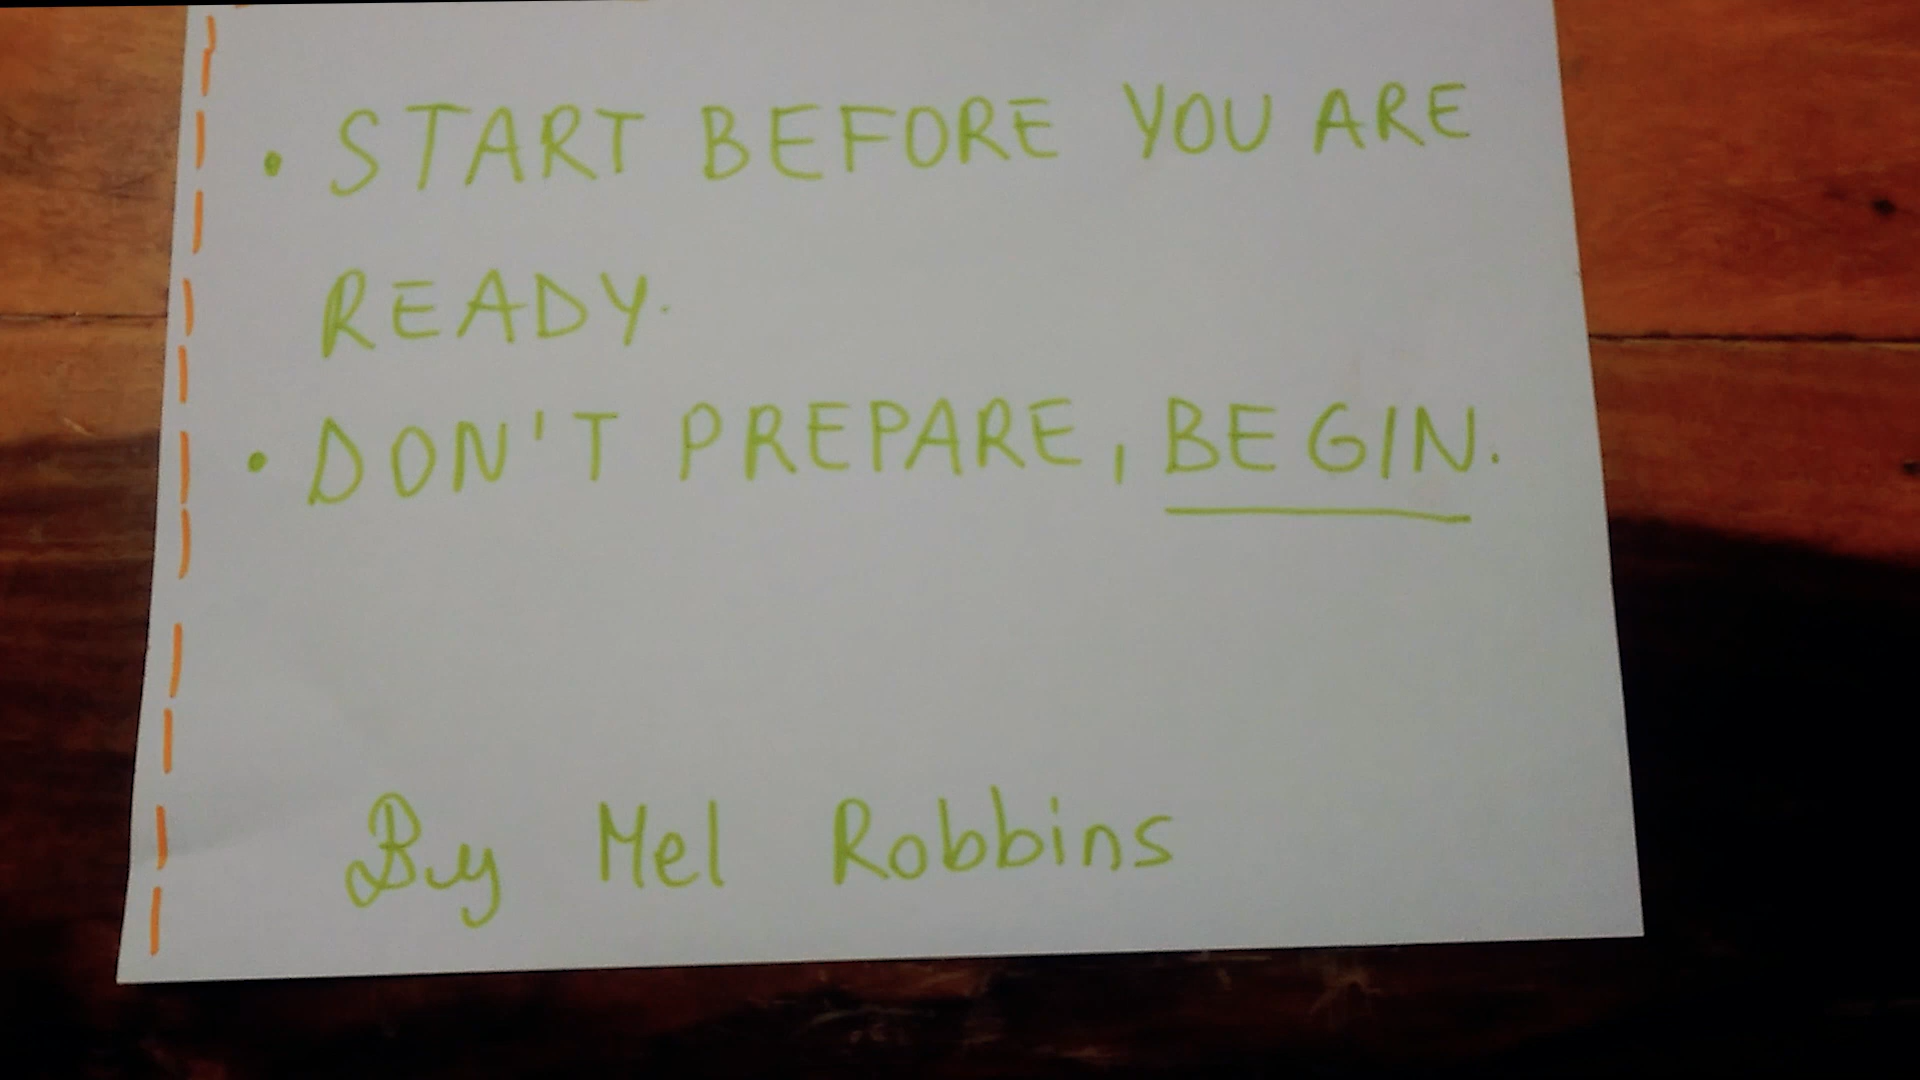 • START BEFORE YOU ARE
READY.
• DON'T PREPARE, BEGIN.
By Mel Robbins